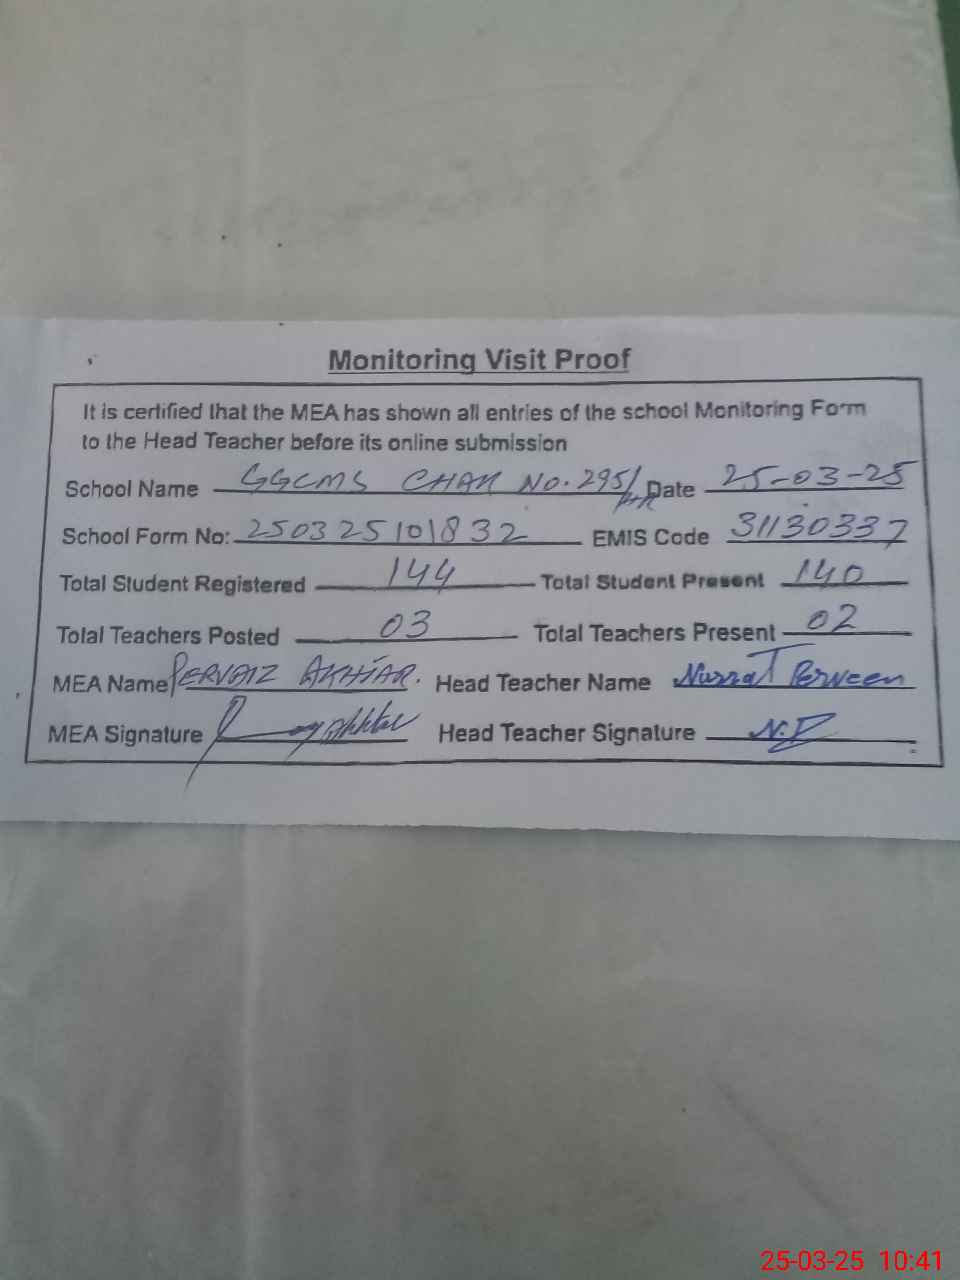 Monitoring Visit Proof
It is certified that the MEA has shown all entries of the school Monitoring Form
to the Head Teacher before its online submission
School Name GGCMS CHAK NO. 295/ Date 25-03-25
School Form No: 250325101832 EMIS Code 31130337
Total Student Registered 144 Total Student Present 140
Total Teachers Posted 03 Total Teachers Present 02
MEA Name PERVAIZ AKHTAR. Head Teacher Name Nusrat Perveen
MEA Signature Head Teacher Signature N.P
25-03-25 10:41